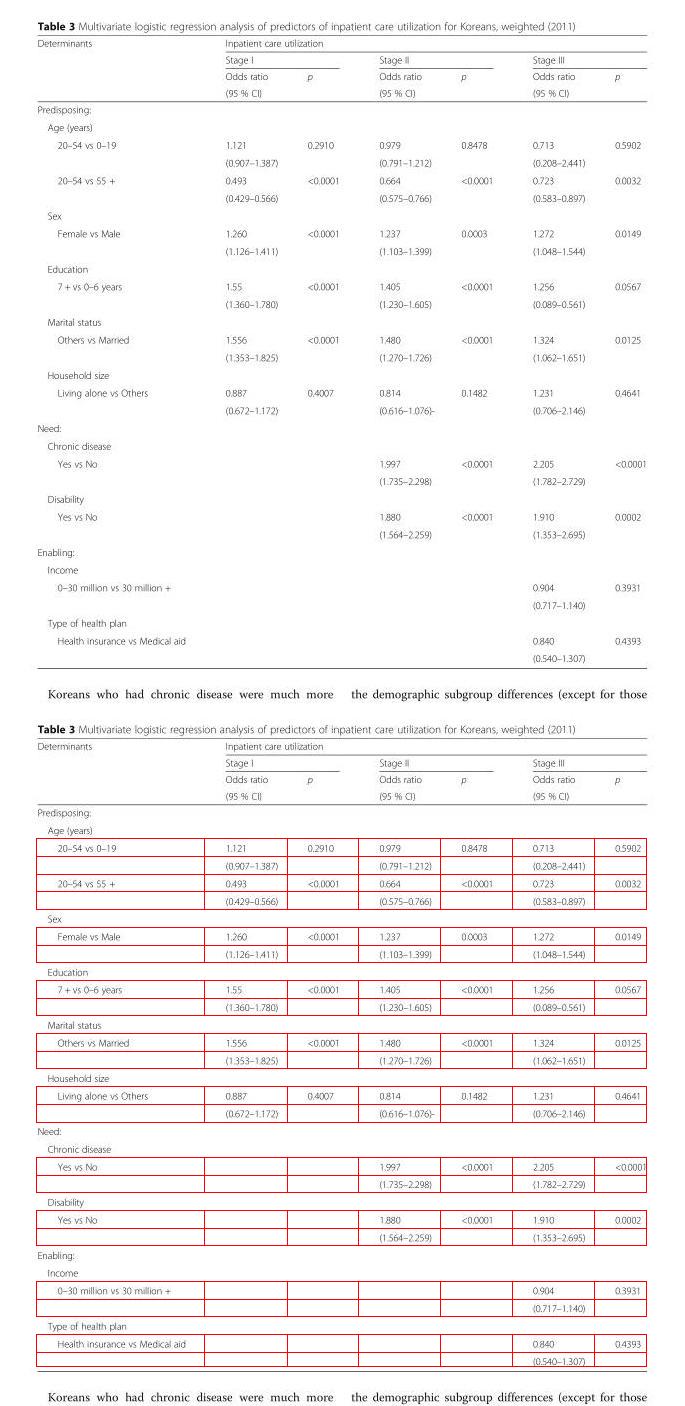 Table 3 Multivariate logistic regression analysis of predictors of inpatient care utilization for Koreans, weighted (2011)
Determinants Inpatient care utilization
Stage I Stage II Stage III
Odds ratio p Odds ratio p Odds ratio p
(95 % CI) (95 % CI) (95 % CI)
Predisposing:
Age (years)
20–54 vs 0–19 1.121 0.2910 0.979 0.8478 0.713 0.5902
(0.907–1.387) (0.791–1.212) (0.208–2.441)
20–54 vs 55 + 0.493 <0.0001 0.664 <0.0001 0.723 0.0032
(0.429–0.566) (0.575–0.766) (0.583–0.897)
Sex
Female vs Male 1.260 <0.0001 1.237 0.0003 1.272 0.0149
(1.126–1.411) (1.103–1.399) (1.048–1.544)
Education
7 + vs 0–6 years 1.55 <0.0001 1.405 <0.0001 1.256 0.0567
(1.360–1.780) (1.230–1.605) (0.089–0.561)
Marital status
Others vs Married 1.556 <0.0001 1.480 <0.0001 1.324 0.0125
(1.353–1.825) (1.270–1.726) (1.062–1.651)
Household size
Living alone vs Others 0.887 0.4007 0.814 0.1482 1.231 0.4641
(0.672–1.172) (0.616–1.076)- (0.706–2.146)
Need:
Chronic disease
Yes vs No 1.997 <0.0001 2.205 <0.0001
(1.735–2.298) (1.782–2.729)
Disability
Yes vs No 1.880 <0.0001 1.910 0.0002
(1.564–2.259) (1.353–2.695)
Enabling:
Income
0–30 million vs 30 million + 0.904 0.3931
(0.717–1.140)
Type of health plan
Health insurance vs Medical aid 0.840 0.4393
(0.540–1.307)
Koreans who had chronic disease were much more the demographic subgroup differences (except for those
Table 3 Multivariate logistic regression analysis of predictors of inpatient care utilization for Koreans, weighted (2011)
Determinants Inpatient care utilization
Stage I Stage II Stage III
Odds ratio p Odds ratio p Odds ratio p
(95 % CI) (95 % CI) (95 % CI)
Predisposing:
Age (years)
20–54 vs 0–19 1.121 0.2910 0.979 0.8478 0.713 0.5902
(0.907–1.387) (0.791–1.212) (0.208–2.441)
20–54 vs 55 + 0.493 <0.0001 0.664 <0.0001 0.723 0.0032
(0.429–0.566) (0.575–0.766) (0.583–0.897)
Sex
Female vs Male 1.260 <0.0001 1.237 0.0003 1.272 0.0149
(1.126–1.411) (1.103–1.399) (1.048–1.544)
Education
7 + vs 0–6 years 1.55 <0.0001 1.405 <0.0001 1.256 0.0567
(1.360–1.780) (1.230–1.605) (0.089–0.561)
Marital status
Others vs Married 1.556 <0.0001 1.480 <0.0001 1.324 0.0125
(1.353–1.825) (1.270–1.726) (1.062–1.651)
Household size
Living alone vs Others 0.887 0.4007 0.814 0.1482 1.231 0.4641
(0.672–1.172) (0.616–1.076)- (0.706–2.146)
Need:
Chronic disease
Yes vs No 1.997 <0.0001 2.205 <0.0001
(1.735–2.298) (1.782–2.729)
Disability
Yes vs No 1.880 <0.0001 1.910 0.0002
(1.564–2.259) (1.353–2.695)
Enabling:
Income
0–30 million vs 30 million + 0.904 0.3931
(0.717–1.140)
Type of health plan
Health insurance vs Medical aid 0.840 0.4393
(0.540–1.307)
Koreans who had chronic disease were much more the demographic subgroup differences (except for those